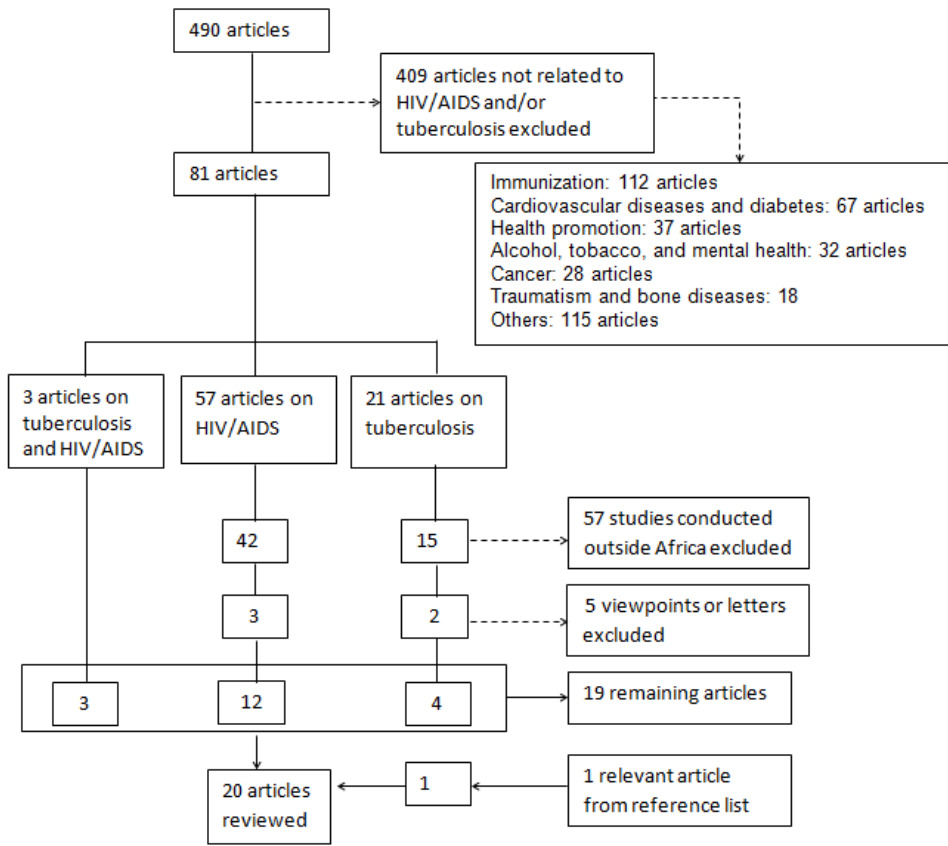 490 articles
409 articles not related to
HIV/AIDS and/or
tuberculosis excluded
81 articles
Immunization: 112 articles
Cardiovascular diseases and diabetes: 67 articles
Health promotion: 37 articles
Alcohol, tobacco, and mental health: 32 articles
Cancer: 28 articles
Traumatism and bone diseases: 18
Others: 115 articles
3 articles on
tuberculosis
and HIV/AIDS
57 articles on
HIV/AIDS
21 articles on
tuberculosis
42
15
57 studies conducted
outside Africa excluded
3
2
5 viewpoints or letters
excluded
3
12
4
19 remaining articles
20 articles
reviewed
1
1 relevant article
from reference list